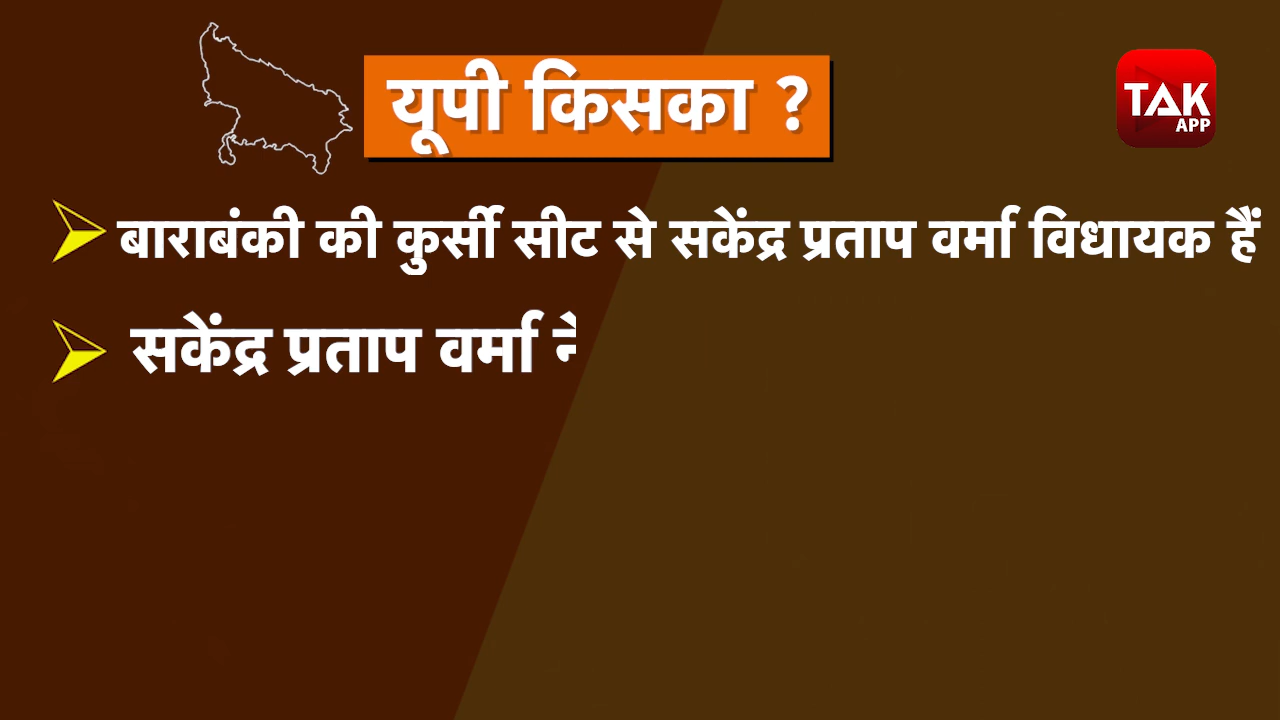 यूपी किसका ?
TAK
APP
बाराबंकी की कुर्सी सीट से सकेंद्र प्रताप वर्मा विधायक हैं
सकेंद्र प्रताप वर्मा